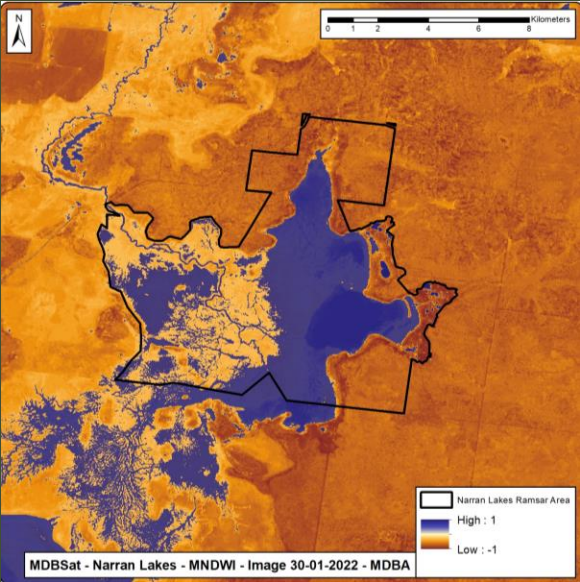 N
Kilometers
0 1 2 4 6 8
Narran Lakes Ramsar Area
High : 1
Low : -1
MDBSat - Narran Lakes - MNDWI - Image 30-01-2022 - MDBA